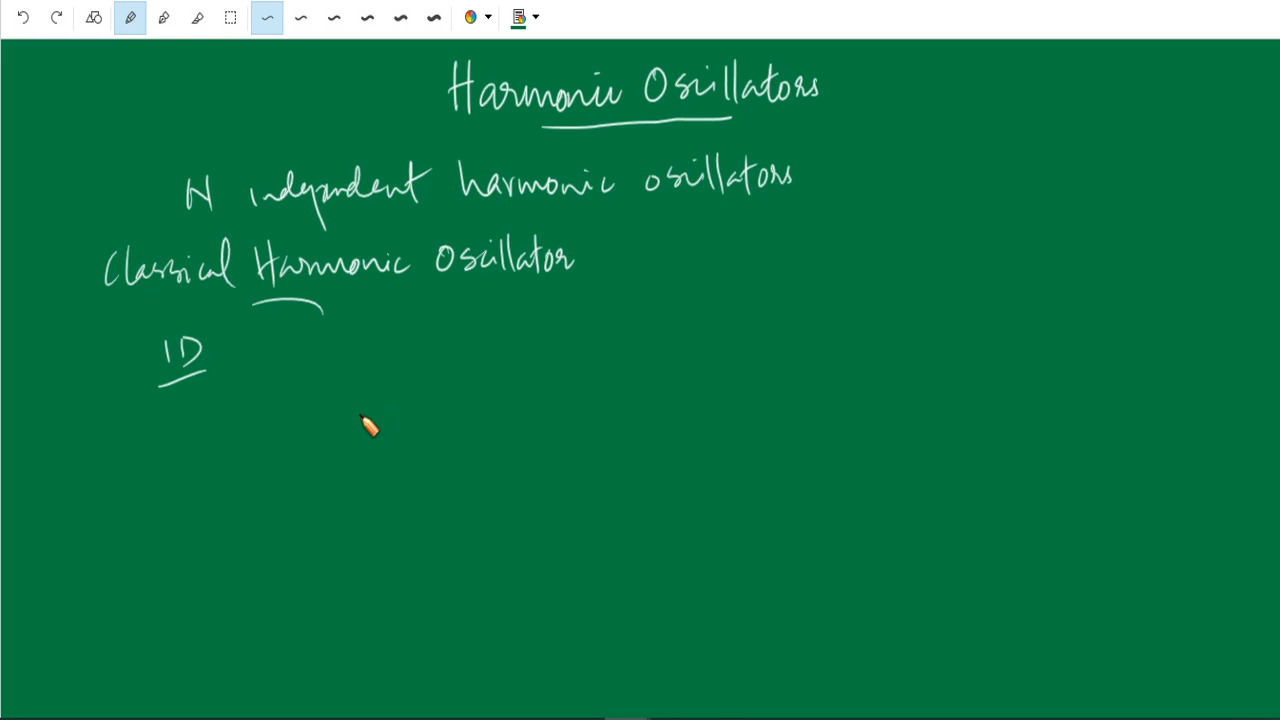 Harmonic Oscillators
N independent harmonic oscillators
Classical Harmonic Oscillator
1D